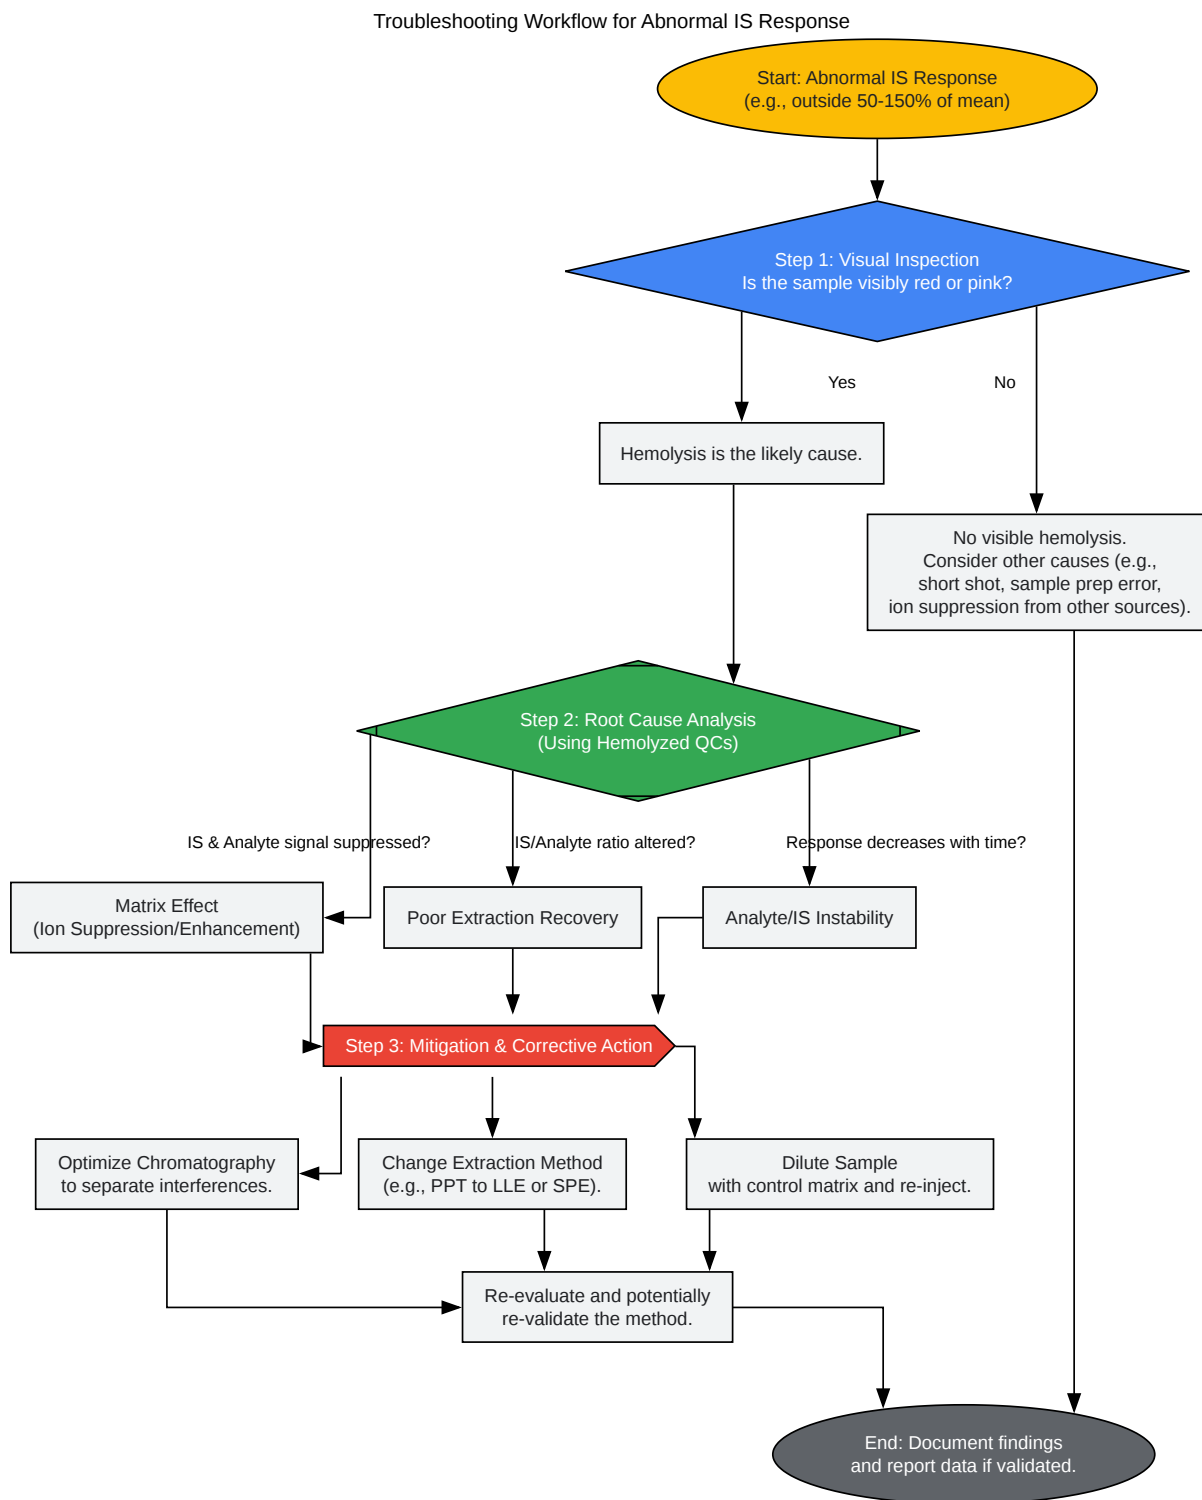 Troubleshooting Workflow for Abnormal IS Response
Start: Abnormal IS Response
(e.g., outside 50-150% of mean)
Step 1: Visual Inspection
Is the sample visibly red or pink?
Yes
No
Hemolysis is the likely cause.
No visible hemolysis.
Consider other causes (e.g.,
short shot, sample prep error,
ion suppression from other sources).
Step 2: Root Cause Analysis
(Using Hemolyzed QCs)
IS & Analyte signal suppressed?
IS/Analyte ratio altered?
Response decreases with time?
Matrix Effect
(Ion Suppression/Enhancement)
Poor Extraction Recovery
Analyte/IS Instability
Step 3: Mitigation & Corrective Action
Optimize Chromatography
to separate interferences.
Change Extraction Method
(e.g., PPT to LLE or SPE).
Dilute Sample
with control matrix and re-inject.
Re-evaluate and potentially
re-validate the method.
End: Document findings
and report data if validated.